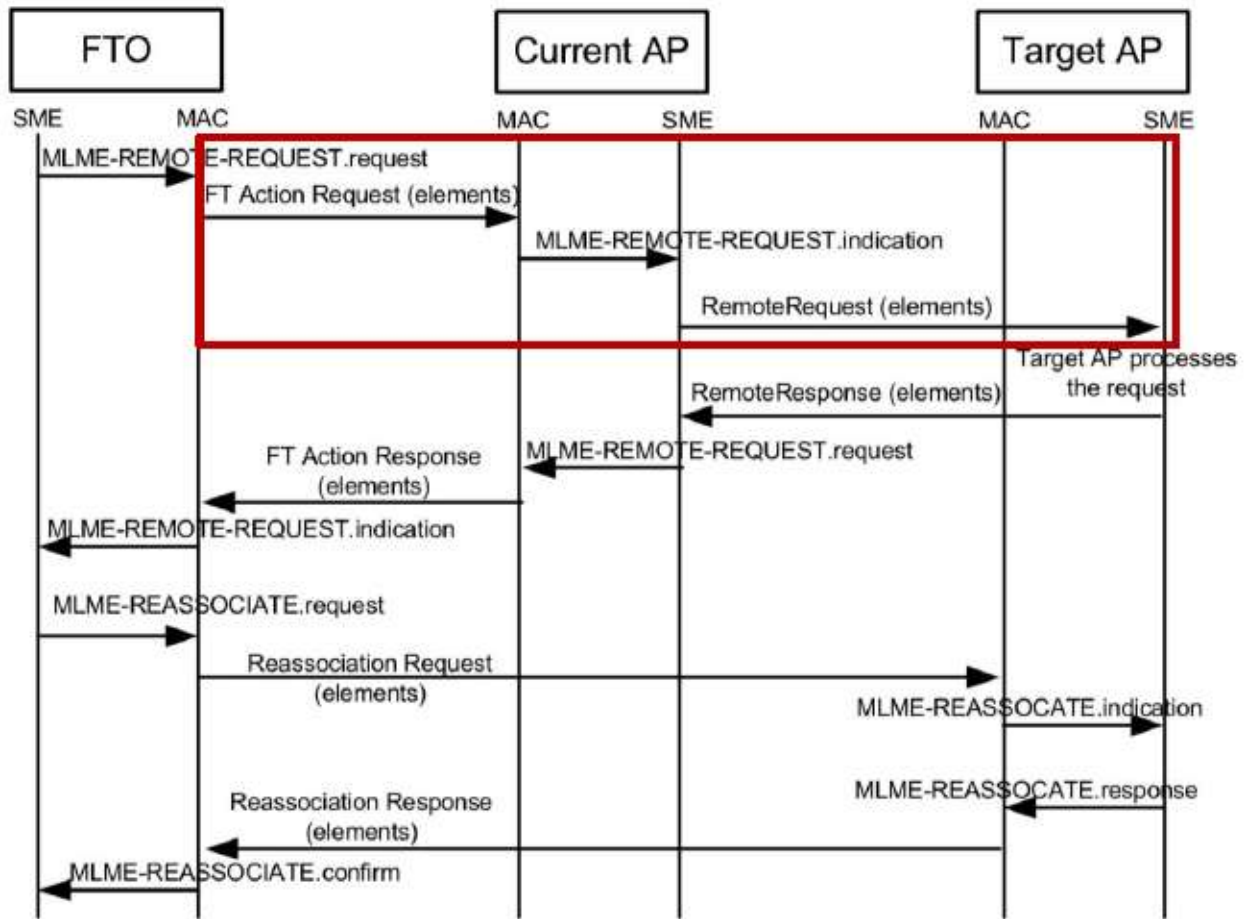 FTO
Current AP
Target AP
SME
MAC
MAC
SME
MAC
SME
MLME-REMOTE-REQUEST.request
FT Action Request (elements)
MLME-REMOTE-REQUEST.indication
RemoteRequest (elements)
Target AP processes
the request
RemoteResponse (elements)
MLME-REMOTE-REQUEST.request
FT Action Response
(elements)
MLME-REMOTE-REQUEST.indication
MLME-REASSOCIATE.request
Reassociation Request
(elements)
MLME-REASSOCATE.indication
MLME-REASSOCATE.response
Reassociation Response
(elements)
MLME-REASSOCIATE.confirm